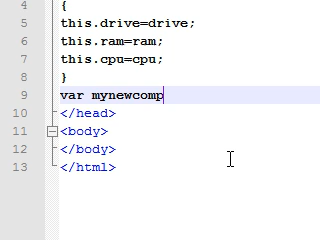 4 {
5 this.drive=drive;
6 this.ram=ram;
7 this.cpu=cpu;
8 }
9 var mynewcomp
10 </head>
11 <body>
12 </body>
13 </html>